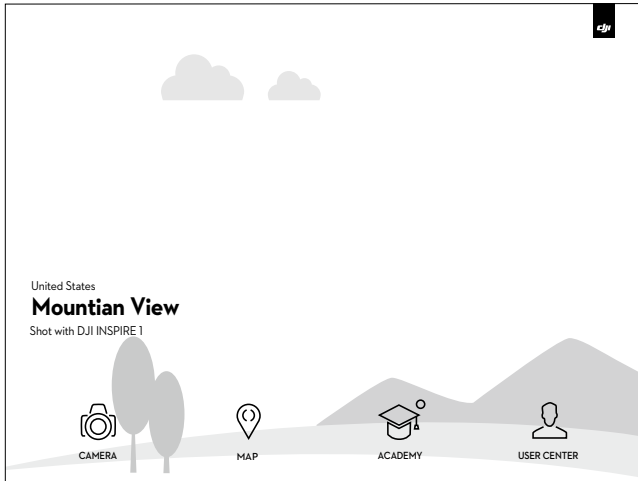 dji
United States
Mountian View
Shot with DJI INSPIRE 1
CAMERA
MAP
ACADEMY
USER CENTER